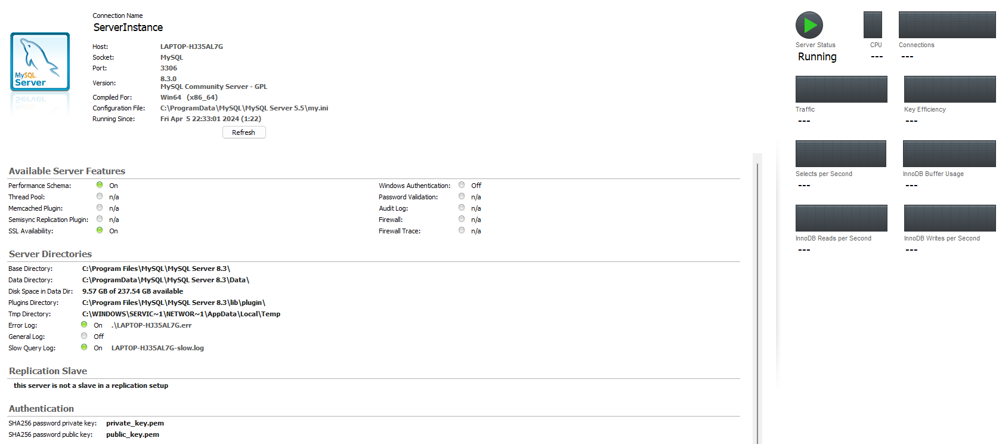 Connection Name
ServerInstance
MySQL
Server
Host: LAPTOP-HJ35AL7G
Socket: MySQL
Port: 3306
Version: 8.3.0
MySQL Community Server - GPL
Compiled For: Win64 (x86_64)
Configuration File: C:\ProgramData\MySQL\MySQL Server 5.5\my.ini
Running Since: Fri Apr 5 22:33:01 2024 (1:22)
Refresh
Available Server Features
Performance Schema: On
Thread Pool: n/a
Memcached Plugin: n/a
Semisync Replication Plugin: n/a
SSL Availability: On
Windows Authentication: Off
Password Validation: n/a
Audit Log: n/a
Firewall: n/a
Firewall Trace: n/a
Server Directories
Base Directory: C:\Program Files\MySQL\MySQL Server 8.3\
Data Directory: C:\ProgramData\MySQL\MySQL Server 8.3\Data\
Disk Space in Data Dir: 9.57 GB of 237.54 GB available
Plugins Directory: C:\Program Files\MySQL\MySQL Server 8.3\lib\plugin\
Tmp Directory: C:\WINDOWS\SERVIC~1\NETWOR~1\AppData\Local\Temp
Error Log: On .\LAPTOP-HJ35AL7G.err
General Log: Off
Slow Query Log: On LAPTOP-HJ35AL7G-slow.log
Replication Slave
this server is not a slave in a replication setup
Authentication
SHA256 password private key: private_key.pem
SHA256 password public key: public_key.pem
Server Status CPU Connections
Running --- ---
Traffic Key Efficiency
--- ---
Selects per Second InnoDB Buffer Usage
--- ---
InnoDB Reads per Second InnoDB Writes per Second
--- ---